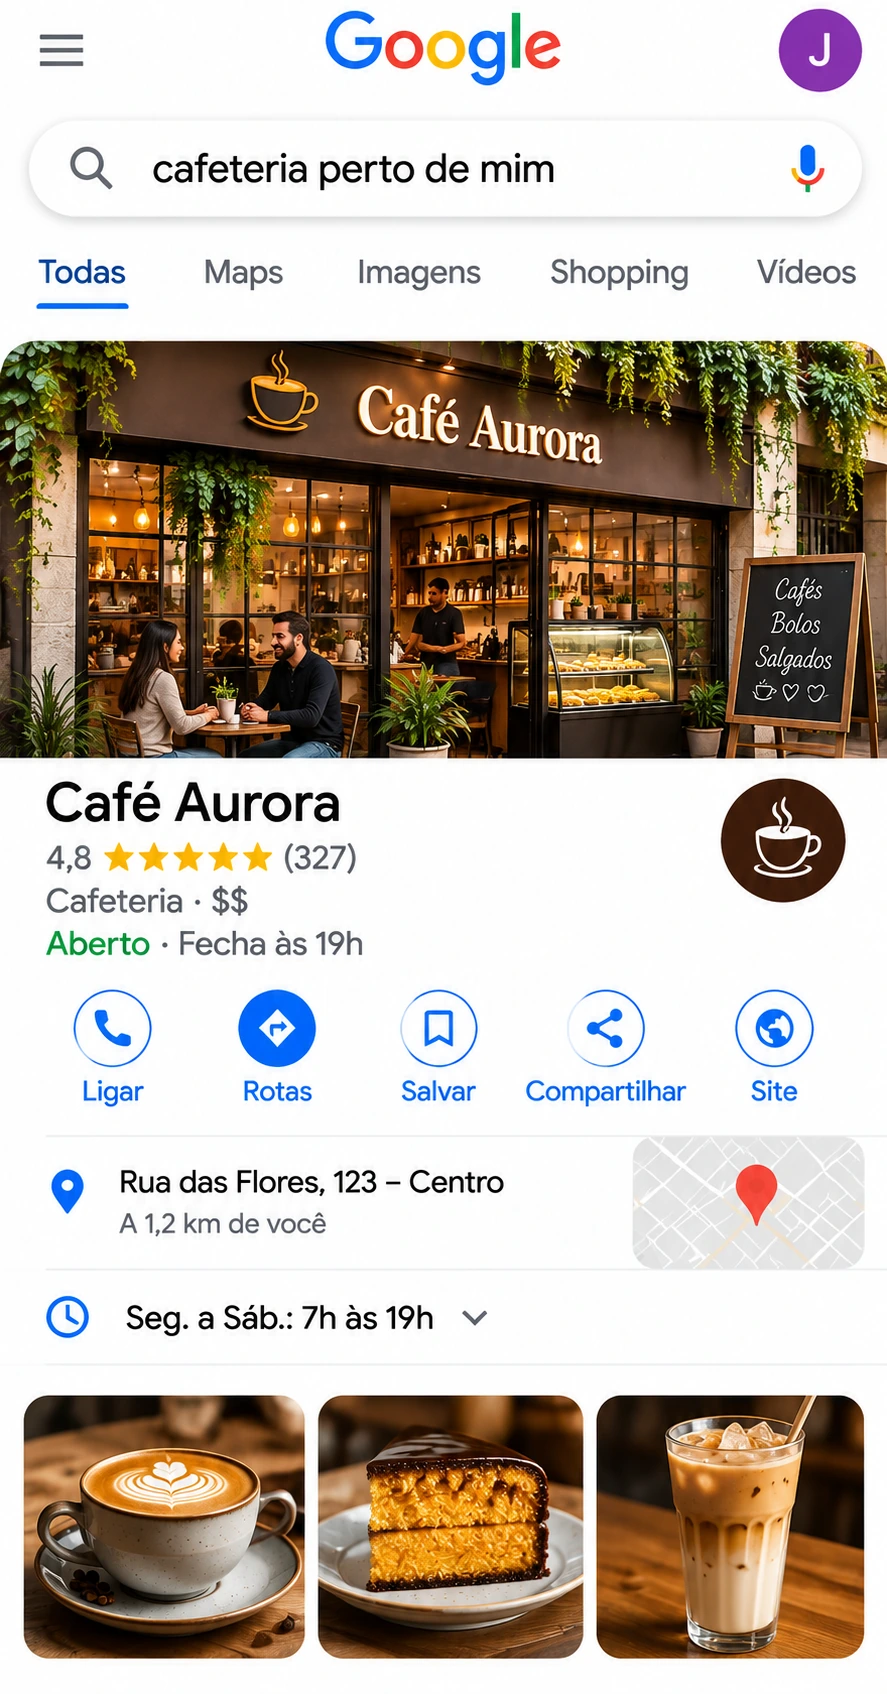 Google
J
cafeteria perto de mim
Todas Maps Imagens Shopping Vídeos
Café Aurora
Cafés
Bolos
Salgados
Café Aurora
4,8 (327)
Cafeteria · $$
Aberto · Fecha às 19h
Ligar Rotas Salvar Compartilhar Site
Rua das Flores, 123 – Centro
A 1,2 km de você
Seg. a Sáb.: 7h às 19h